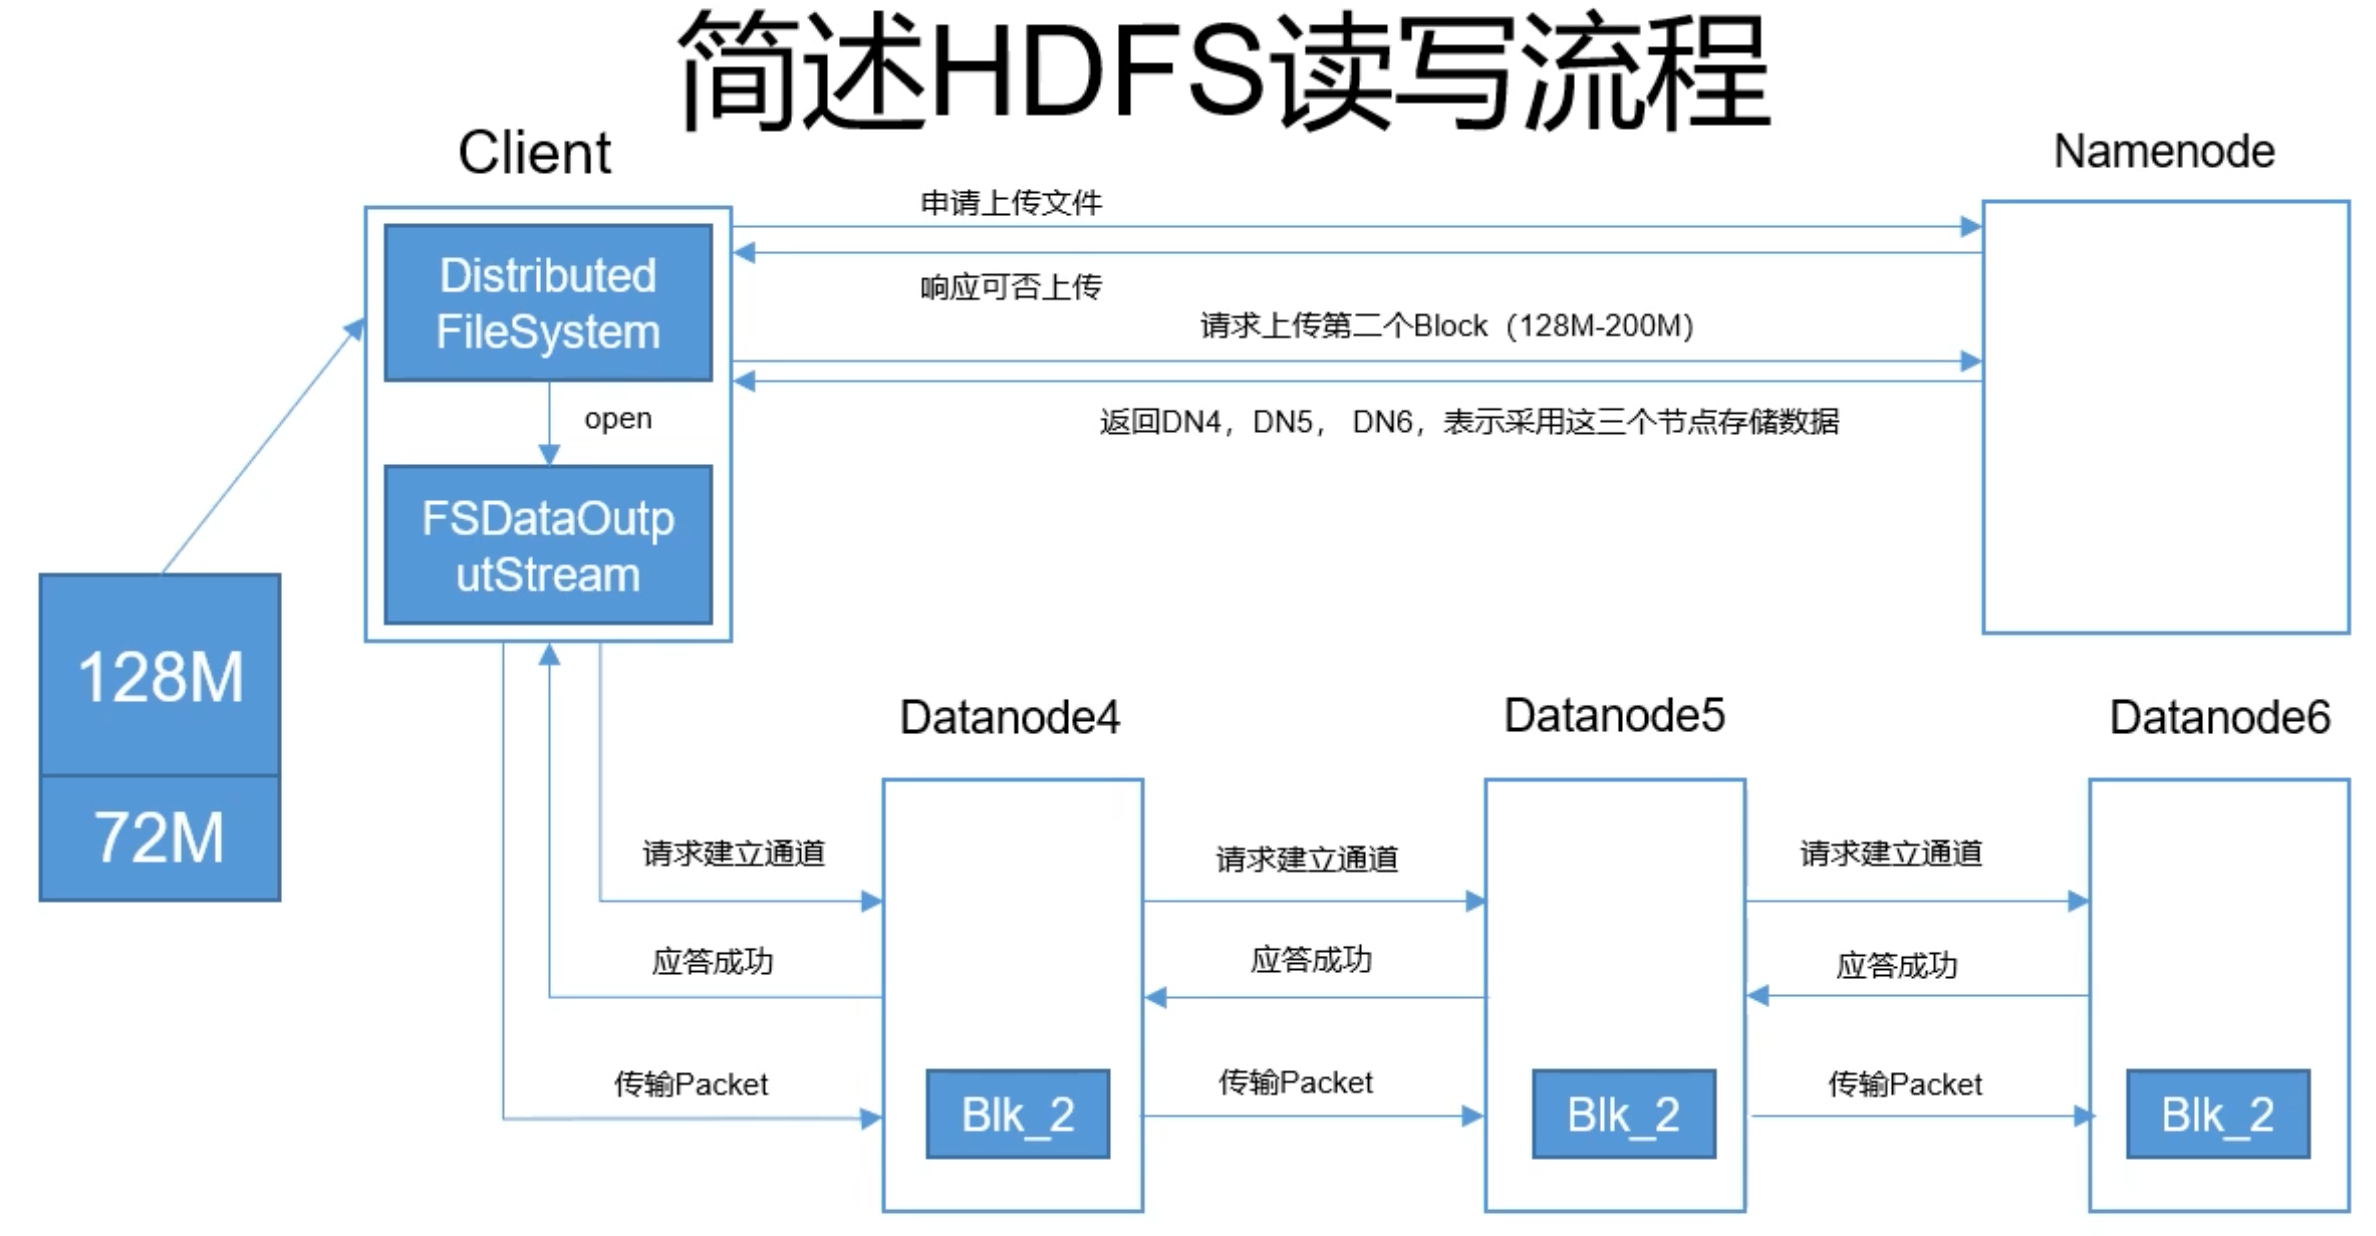 简述HDFS读写流程
Client
Namenode
申请上传文件
Distributed
FileSystem
响应可否上传
请求上传第二个Block（128M-200M）
open
返回DN4，DN5， DN6，表示采用这三个节点存储数据
FSDataOutp
utStream
128M
72M
Datanode4
Datanode5
Datanode6
请求建立通道
请求建立通道
请求建立通道
应答成功
应答成功
应答成功
传输Packet
传输Packet
传输Packet
Blk_2
Blk_2
Blk_2